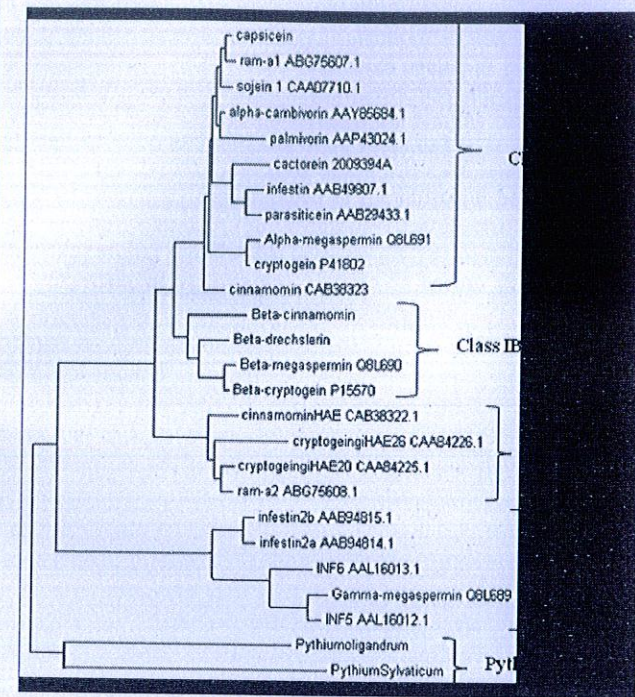 capsicein
ram-a1 ABG75607.1
sojein 1 CAA07710.1
alpha-cambivorin AAY85684.1
palmivorin AAP43024.1
cactorein 2009394A
infestin AAB49807.1
parasiticein AAB29433.1
Alpha-megaspermin Q8L691
cryptogein P41802
cinnamomin CAB38323
Beta-cinnamomin
Beta-drechslerin
Class IB
Beta-megaspermin Q8L690
Beta-cryptogein P15570
cinnamominHAE CAB38322.1
cryptogeingiHAE26 CAA84226.1
cryptogeingiHAE20 CAA84225.1
ram-a2 ABG75608.1
infestin2b AAB94815.1
infestin2a AAB94814.1
INF6 AAL16013.1
Gamma-megaspermin Q8L689
INF5 AAL16012.1
Pythiumoligandrum
PythiumSylvaticum